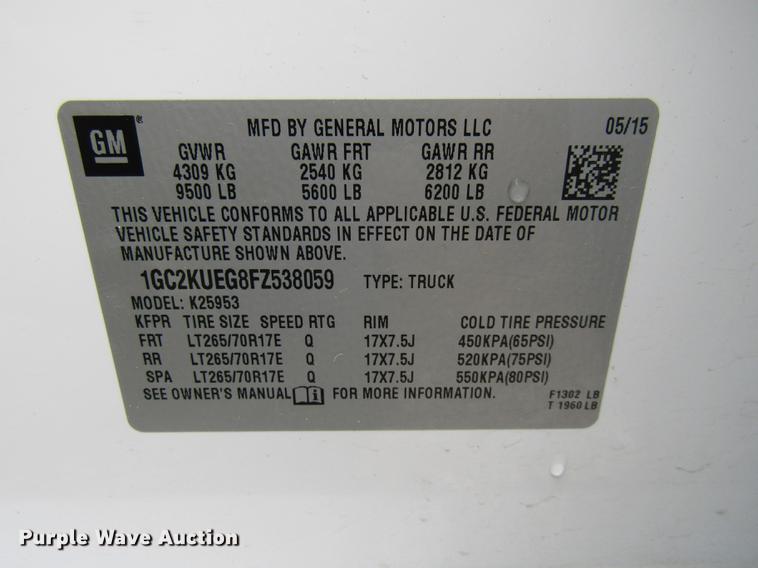 GM ® MFD BY GENERAL MOTORS LLC 05/15
GVWR GAWR FRT GAWR RR
4309 KG 2540 KG 2812 KG
9500 LB 5600 LB 6200 LB
THIS VEHICLE CONFORMS TO ALL APPLICABLE U.S. FEDERAL MOTOR
VEHICLE SAFETY STANDARDS IN EFFECT ON THE DATE OF
MANUFACTURE SHOWN ABOVE.
1GC2KUEG8FZ538059 TYPE: TRUCK
MODEL: K25953
KFPR TIRE SIZE SPEED RTG RIM COLD TIRE PRESSURE
FRT LT265/70R17E Q 17X7.5J 450KPA(65PSI)
RR LT265/70R17E Q 17X7.5J 520KPA(75PSI)
SPA LT265/70R17E Q 17X7.5J 550KPA(80PSI)
SEE OWNER'S MANUAL FOR MORE INFORMATION.
F1302 LB
T 1960 LB
Purple Wave Auction